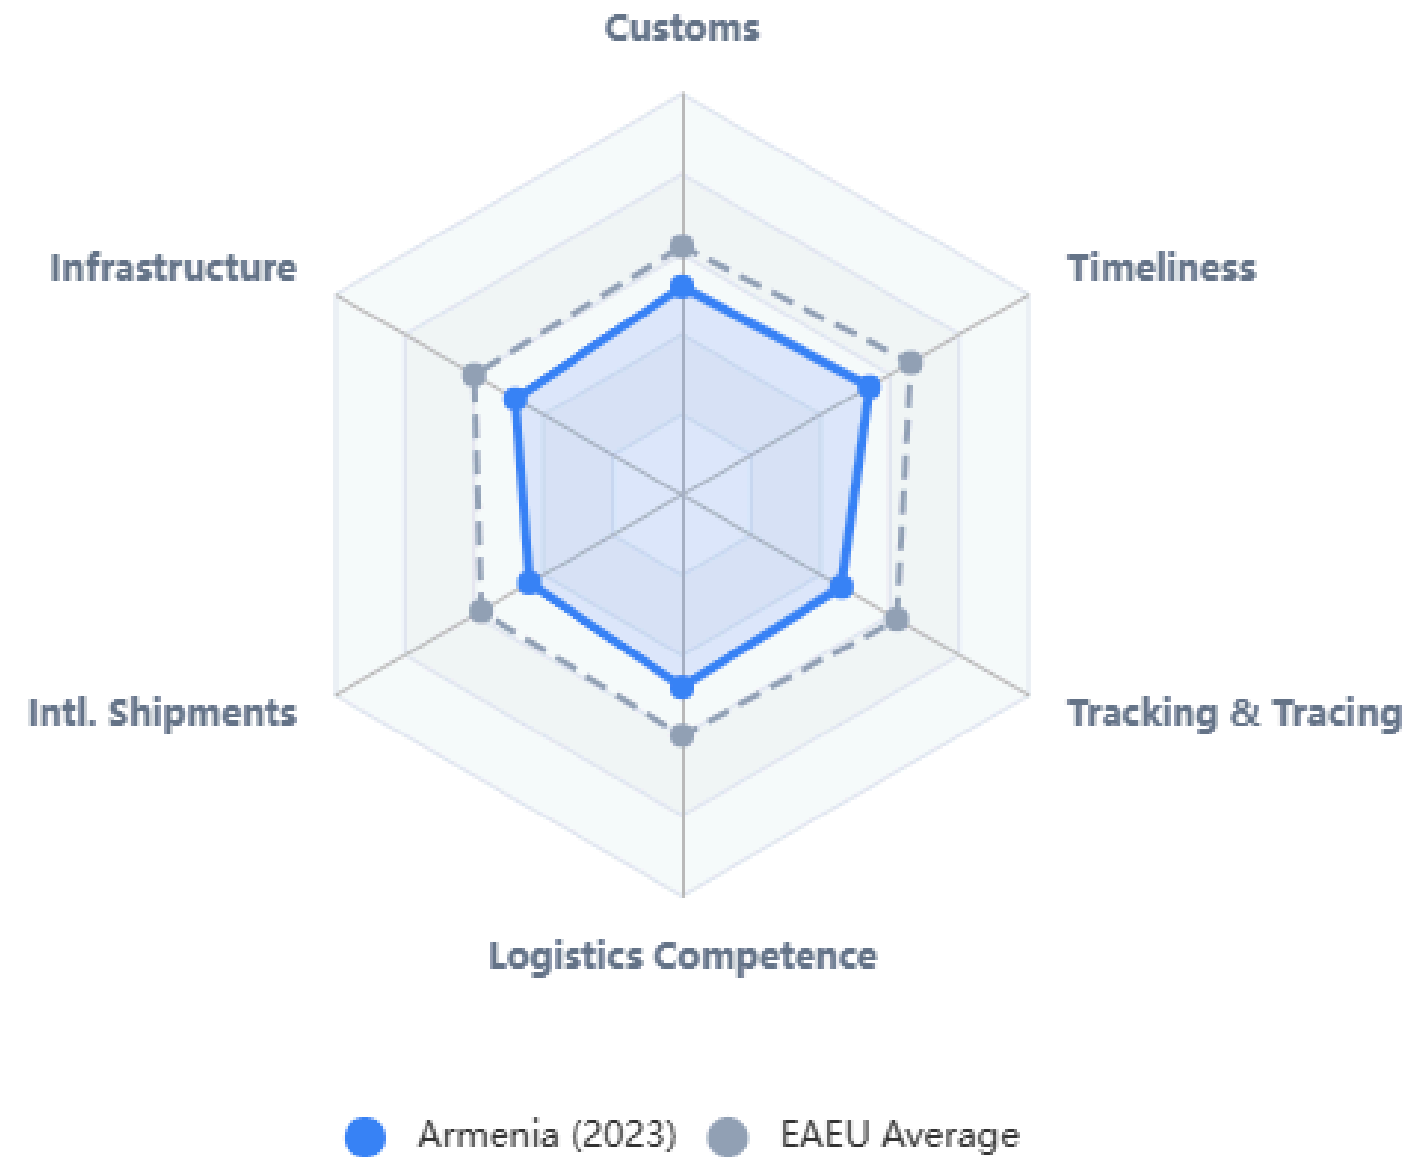 Customs
Infrastructure
Timeliness
Intl. Shipments
Tracking & Tracing
Logistics Competence
Armenia (2023)
EAEU Average